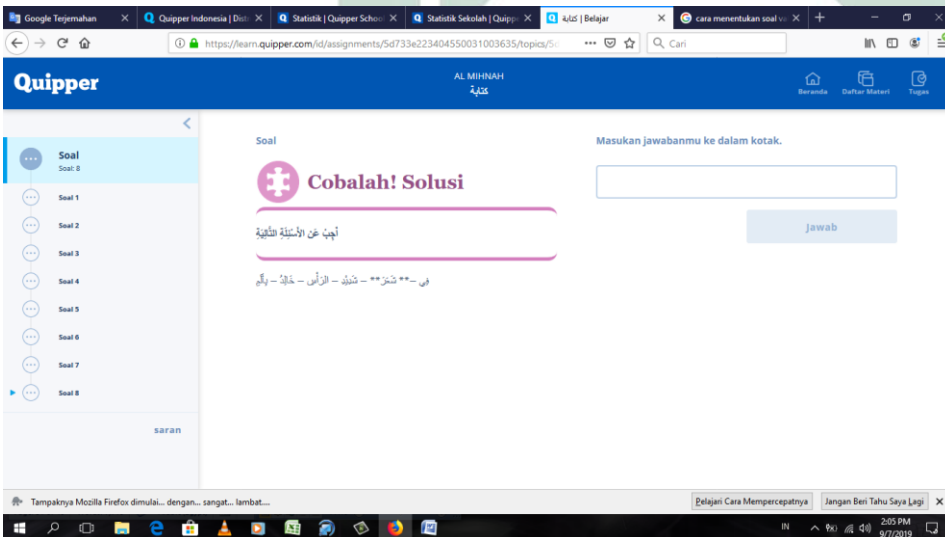 Google Terjemahan
Quipper Indonesia | Dist
Statistik | Quipper School
Statistik Sekolah | Quipp
كتابة | Belajar
cara menentukan soal v
https://learn.quipper.com/id/assignments/5d733e223404550031003635/topics/5
Cari
Quipper
AL MIHNAH
كتابة
Beranda
Daftar Materi
Tugas
Soal
Soal: 8
Soal 1
Soal 2
Soal 3
Soal 4
Soal 5
Soal 6
Soal 7
Soal 8
saran
Soal
Cobalah! Solusi
أَجِبْ عَنِ الأَسْئِلَةِ التَّالِيَةِ
فِي –** شَعَرَ** – شَدِيْدٍ – الرَأْسِ – خَالِدٌ – بِأَلَمٍ
Masukan jawabanmu ke dalam kotak.
Jawab
Tampaknya Mozilla Firefox dimulai... dengan... sangat... lambat....
Pelajari Cara Mempercepatnya
Jangan Beri Tahu Saya Lagi
IN
2:05 PM
9/7/2019